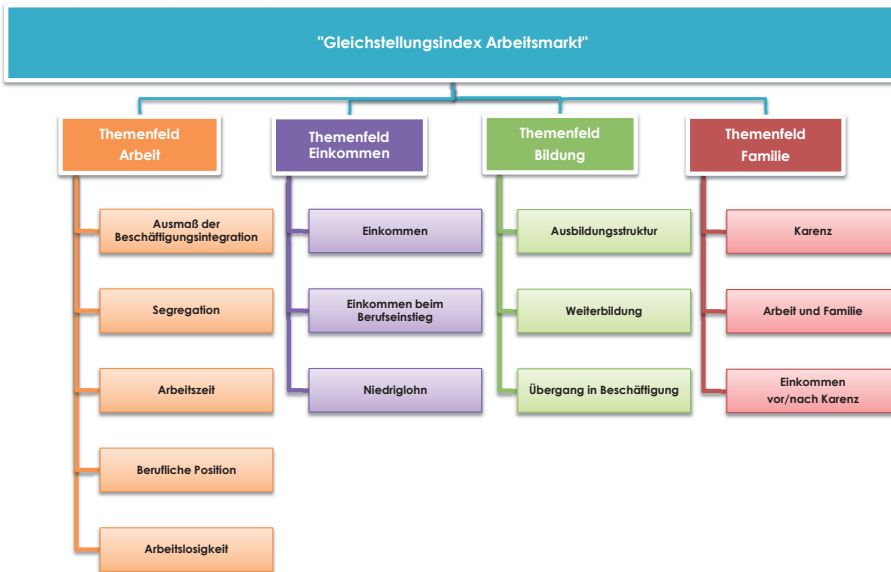 "Gleichstellungsindex Arbeitsmarkt"
Themenfeld
Arbeit
Ausmaß der
Beschäftigungsintegration
Segregation
Arbeitszeit
Berufliche Position
Arbeitslosigkeit
Themenfeld
Einkommen
Einkommen
Einkommen beim
Berufseinstieg
Niedriglohn
Themenfeld
Bildung
Ausbildungsstruktur
Weiterbildung
Übergang in Beschäftigung
Themenfeld
Familie
Karenz
Arbeit und Familie
Einkommen
vor/nach Karenz